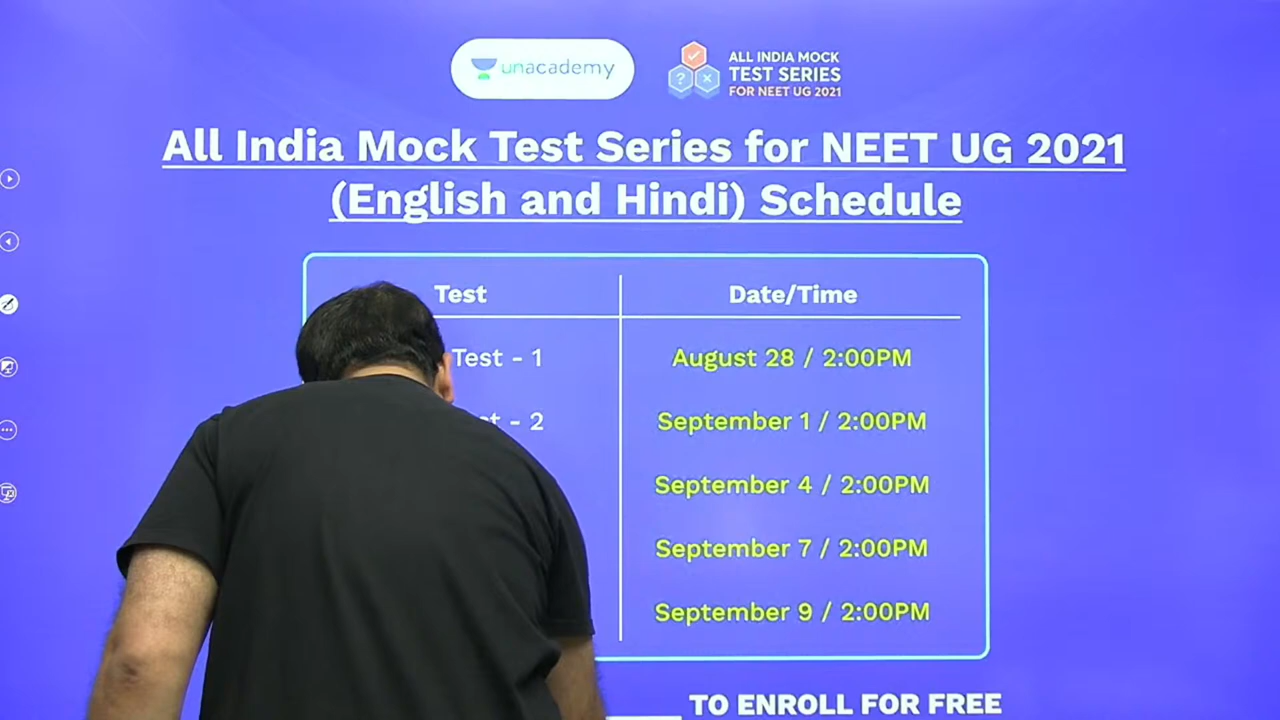 unacademy
ALL INDIA MOCK
TEST SERIES
FOR NEET UG 2021
All India Mock Test Series for NEET UG 2021
(English and Hindi) Schedule
Test Date/Time
Test - 1 August 28 / 2:00PM
- 2 September 1 / 2:00PM
September 4 / 2:00PM
September 7 / 2:00PM
September 9 / 2:00PM
TO ENROLL FOR FREE